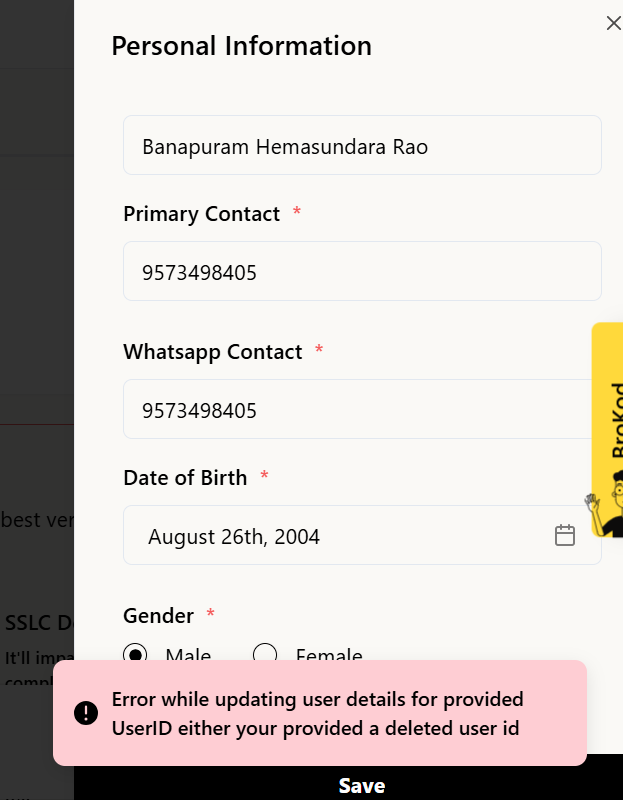 Personal Information
Banapuram Hemasundara Rao
Primary Contact *
9573498405
Whatsapp Contact *
9573498405
Date of Birth *
August 26th, 2004
BroKod
best ver
Gender *
SSLC D
Male Female
It'll impa
compl
Error while updating user details for provided
UserID either your provided a deleted user id
Save